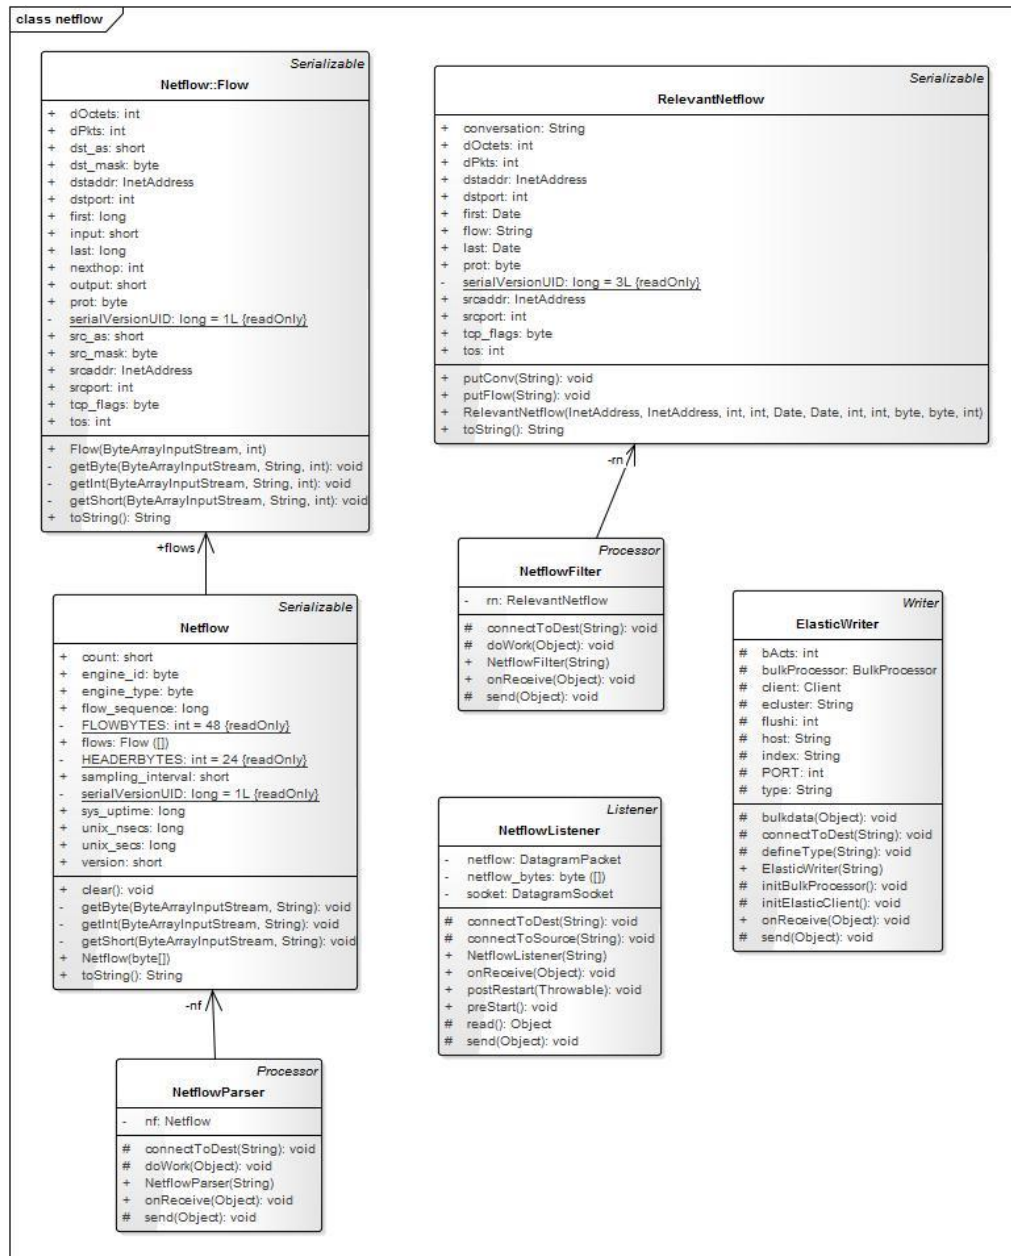 class netflow
Serializable
Netflow::Flow
+ dOctets: int
+ dPkts: int
+ dst_as: short
+ dst_mask: byte
+ dstaddr: InetAddress
+ dstport: int
+ first: long
+ input: short
+ last: long
+ nexthop: int
+ output: short
+ prot: byte
- serialVersionUID: long = 1L {readOnly}
+ src_as: short
+ src_mask: byte
+ srcaddr: InetAddress
+ srcport: int
+ tcp_flags: byte
+ tos: int
+ Flow(ByteArrayInputStream, int)
- getByte(ByteArrayInputStream, String, int): void
- getInt(ByteArrayInputStream, String, int): void
- getShort(ByteArrayInputStream, String, int): void
+ toString(): String
+flows
Serializable
Netflow
+ count: short
+ engine_id: byte
+ engine_type: byte
+ flow_sequence: long
- FLOWBYTES: int = 48 {readOnly}
+ flows: Flow ([])
- HEADERBYTES: int = 24 {readOnly}
+ sampling_interval: short
- serialVersionUID: long = 1L {readOnly}
+ sys_uptime: long
+ unix_nsecs: long
+ unix_secs: long
+ version: short
+ clear(): void
- getByte(ByteArrayInputStream, String): void
- getInt(ByteArrayInputStream, String): void
- getShort(ByteArrayInputStream, String): void
+ Netflow(byte[])
+ toString(): String
-nf
Processor
NetflowParser
- nf: Netflow
# connectToDest(String): void
# doWork(Object): void
+ NetflowParser(String)
+ onReceive(Object): void
# send(Object): void
Serializable
RelevantNetflow
+ conversation: String
+ dOctets: int
+ dPkts: int
+ dstaddr: InetAddress
+ dstport: int
+ first: Date
+ flow: String
+ last: Date
+ prot: byte
- serialVersionUID: long = 3L {readOnly}
+ srcaddr: InetAddress
+ srcport: int
+ tcp_flags: byte
+ tos: int
+ putConv(String): void
+ putFlow(String): void
+ RelevantNetflow(InetAddress, InetAddress, int, int, Date, Date, int, int, byte, byte, int)
+ toString(): String
-rn
Processor
NetflowFilter
- rn: RelevantNetflow
# connectToDest(String): void
# doWork(Object): void
+ NetflowFilter(String)
+ onReceive(Object): void
# send(Object): void
Listener
NetflowListener
- netflow: DatagramPacket
- netflow_bytes: byte ([])
- socket: DatagramSocket
# connectToDest(String): void
# connectToSource(String): void
+ NetflowListener(String)
+ onReceive(Object): void
+ postRestart(Throwable): void
+ preStart(): void
# read(): Object
# send(Object): void
Writer
ElasticWriter
# bActs: int
# bulkProcessor: BulkProcessor
# client: Client
# ecluster: String
# flushi: int
# host: String
# index: String
# PORT: int
# type: String
# bulkdata(Object): void
# connectToDest(String): void
# defineType(String): void
+ ElasticWriter(String)
# initBulkProcessor(): void
# initElasticClient(): void
+ onReceive(Object): void
# send(Object): void